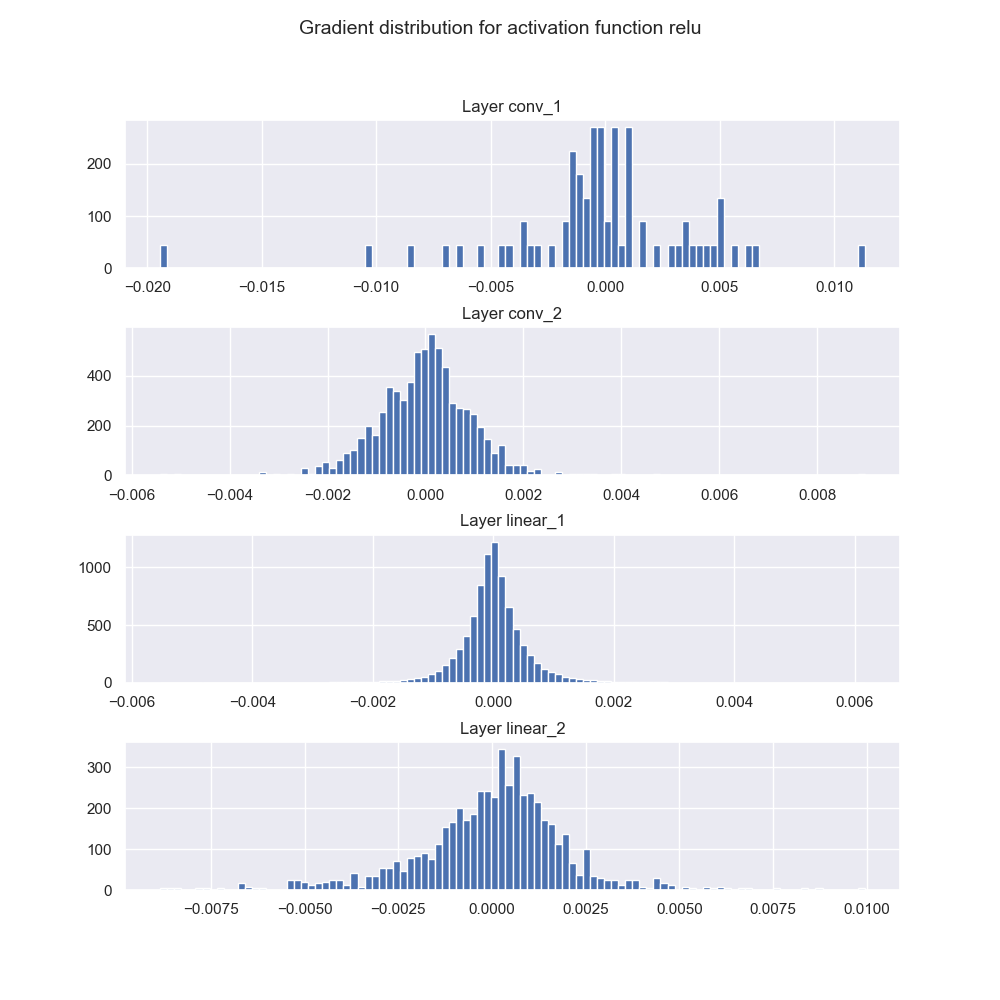 Gradient distribution for activation function relu
Layer conv_1
200
100
0
−0.020 −0.015 −0.010 −0.005 0.000 0.005 0.010
Layer conv_2
400
200
0
−0.006 −0.004 −0.002 0.000 0.002 0.004 0.006 0.008
Layer linear_1
1000
500
0
−0.006 −0.004 −0.002 0.000 0.002 0.004 0.006
Layer linear_2
300
200
100
0
−0.0075 −0.0050 −0.0025 0.0000 0.0025 0.0050 0.0075 0.0100